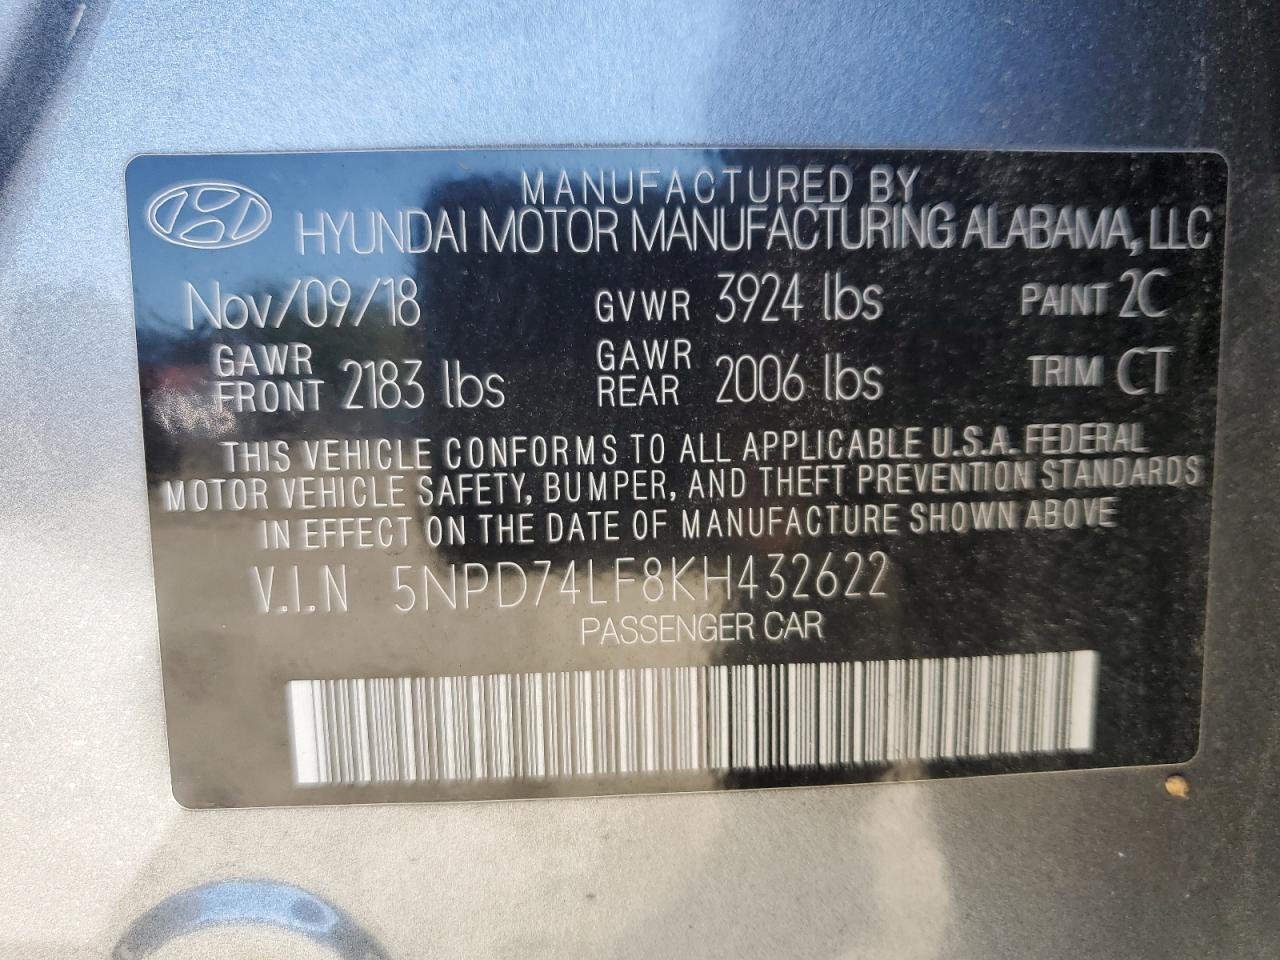 MANUFACTURED BY
HYUNDAI MOTOR MANUFACTURING ALABAMA, LLC
Nov/09/18 GVWR 3924 lbs PAINT 2C
GAWR FRONT 2183 lbs GAWR REAR 2006 lbs TRIM CT
THIS VEHICLE CONFORMS TO ALL APPLICABLE U.S.A. FEDERAL
MOTOR VEHICLE SAFETY, BUMPER, AND THEFT PREVENTION STANDARDS
IN EFFECT ON THE DATE OF MANUFACTURE SHOWN ABOVE
V.I.N 5NPD74LF8KH432622
PASSENGER CAR